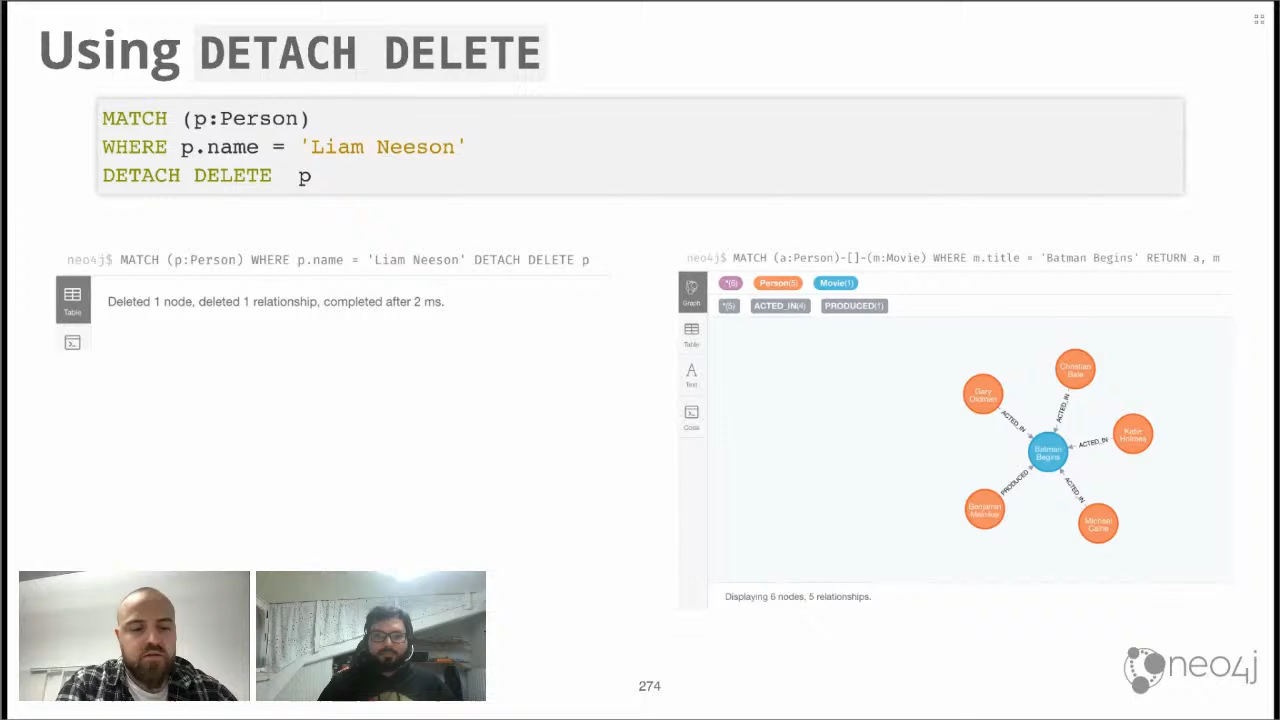 Using DETACH DELETE
MATCH (p:Person)
WHERE p.name = 'Liam Neeson'
DETACH DELETE p
neo4j$ MATCH (p:Person) WHERE p.name = 'Liam Neeson' DETACH DELETE p
Table
Deleted 1 node, deleted 1 relationship, completed after 2 ms.
neo4j$ MATCH (a:Person)-[]-(m:Movie) WHERE m.title = 'Batman Begins' RETURN a, m
Graph
*(6) Person(5) Movie(1)
*(5) ACTED_IN(4) PRODUCED(1)
Table
A
Text
Code
Christian
Bale
Gary
Oldman
ACTED_IN
ACTED_IN
Katie
Holmes
ACTED_IN
Batman
Begins
PRODUCED
ACTED_IN
Benjamin
Melniker
Micheal
Caine
Displaying 6 nodes, 5 relationships.
neo4j
274